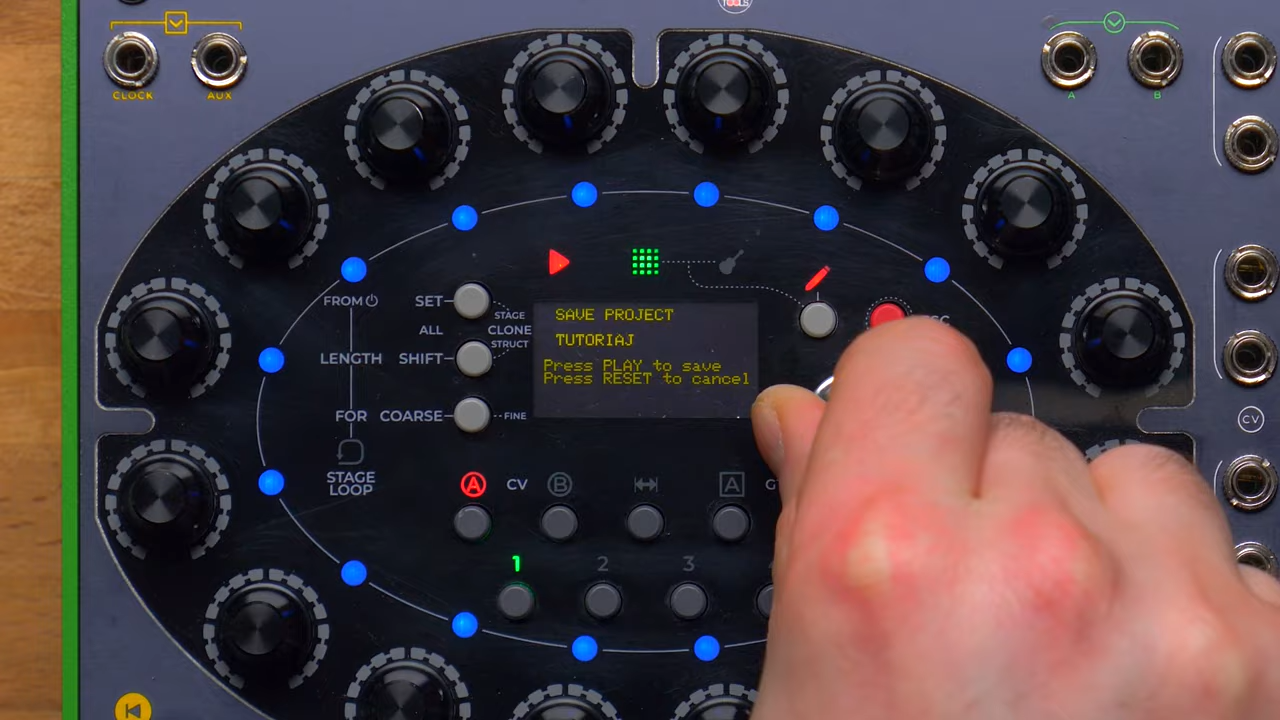 TOOLS
CLOCK
AUX
A
B
FROM
SET
STAGE
ALL
CLONE
STRUCT
LENGTH
SHIFT
FOR
COARSE
FINE
STAGE
LOOP
SAVE PROJECT
TUTORIAJ
Press PLAY to save
Press RESET to cancel
A
CV
B
A
1
2
3
CV